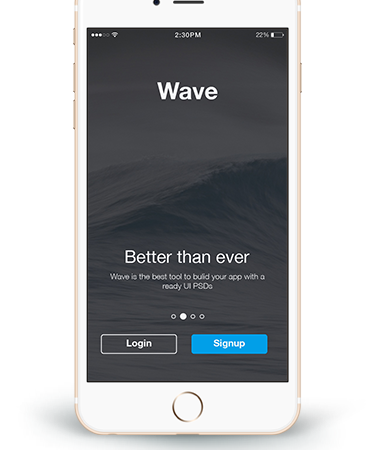 2:30PM 22%
Wave
Better than ever
Wave is the best tool to bulid your app with a
ready UI PSDs
Login Signup